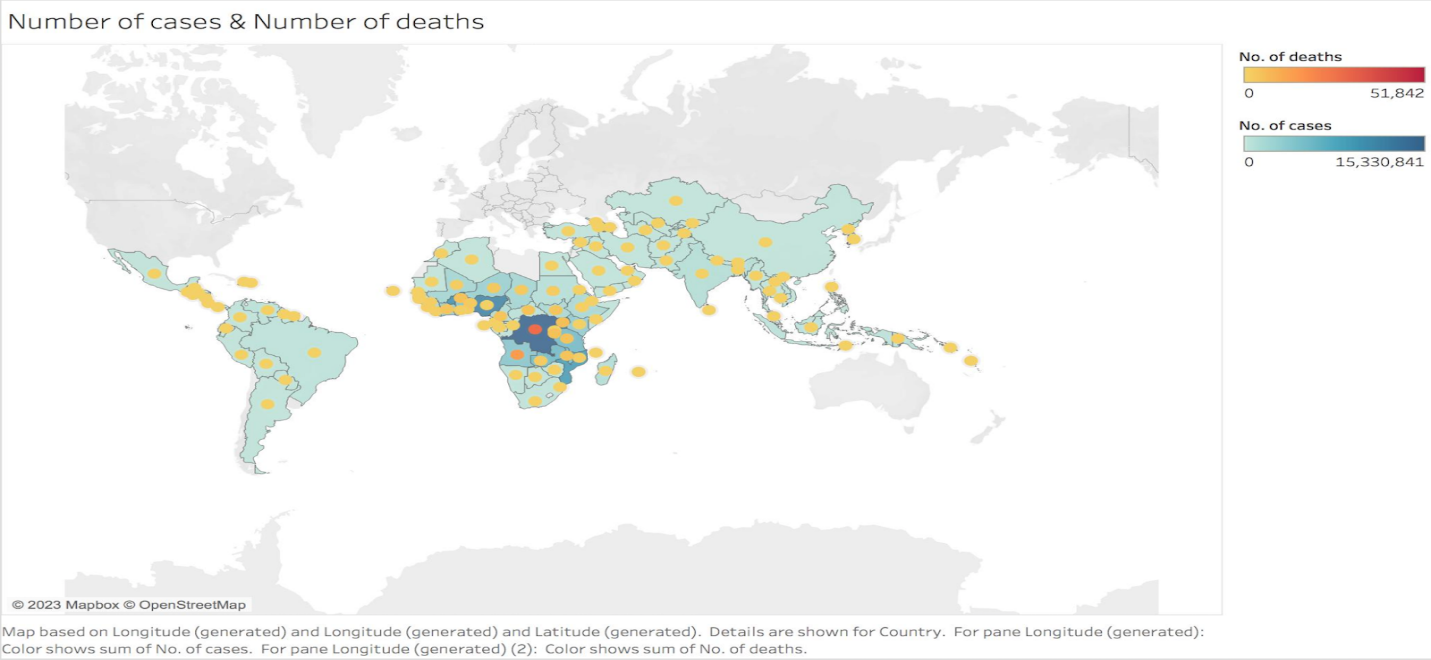 Number of cases & Number of deaths
No. of deaths
0 51,842
No. of cases
0 15,330,841
© 2023 Mapbox © OpenStreetMap
Map based on Longitude (generated) and Longitude (generated) and Latitude (generated).  Details are shown for Country.  For pane Longitude (generated):
Color shows sum of No. of cases.  For pane Longitude (generated) (2):  Color shows sum of No. of deaths.